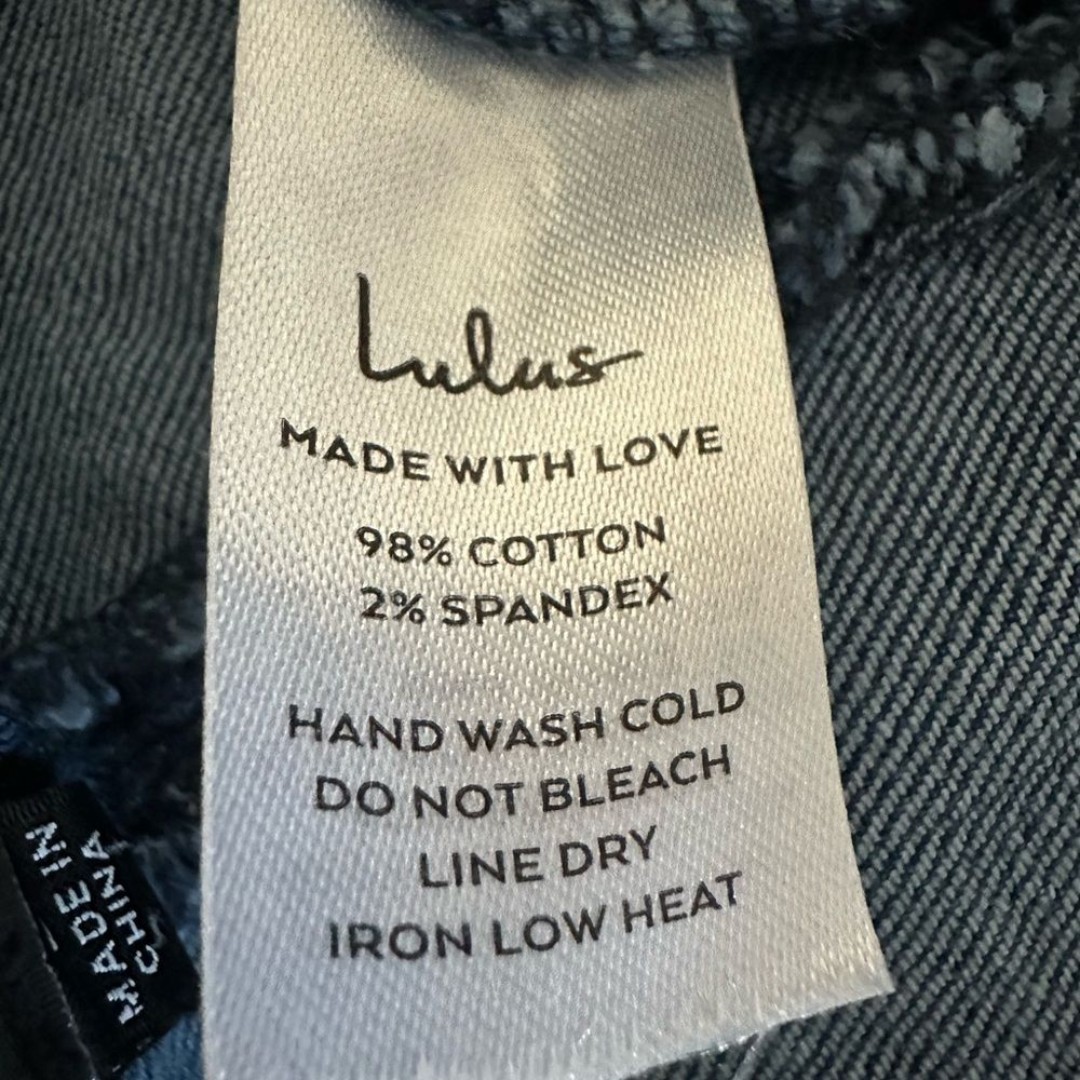 Lulus
MADE WITH LOVE
98% COTTON
2% SPANDEX
HAND WASH COLD
DO NOT BLEACH
LINE DRY
IRON LOW HEAT
MADE IN
CHINA